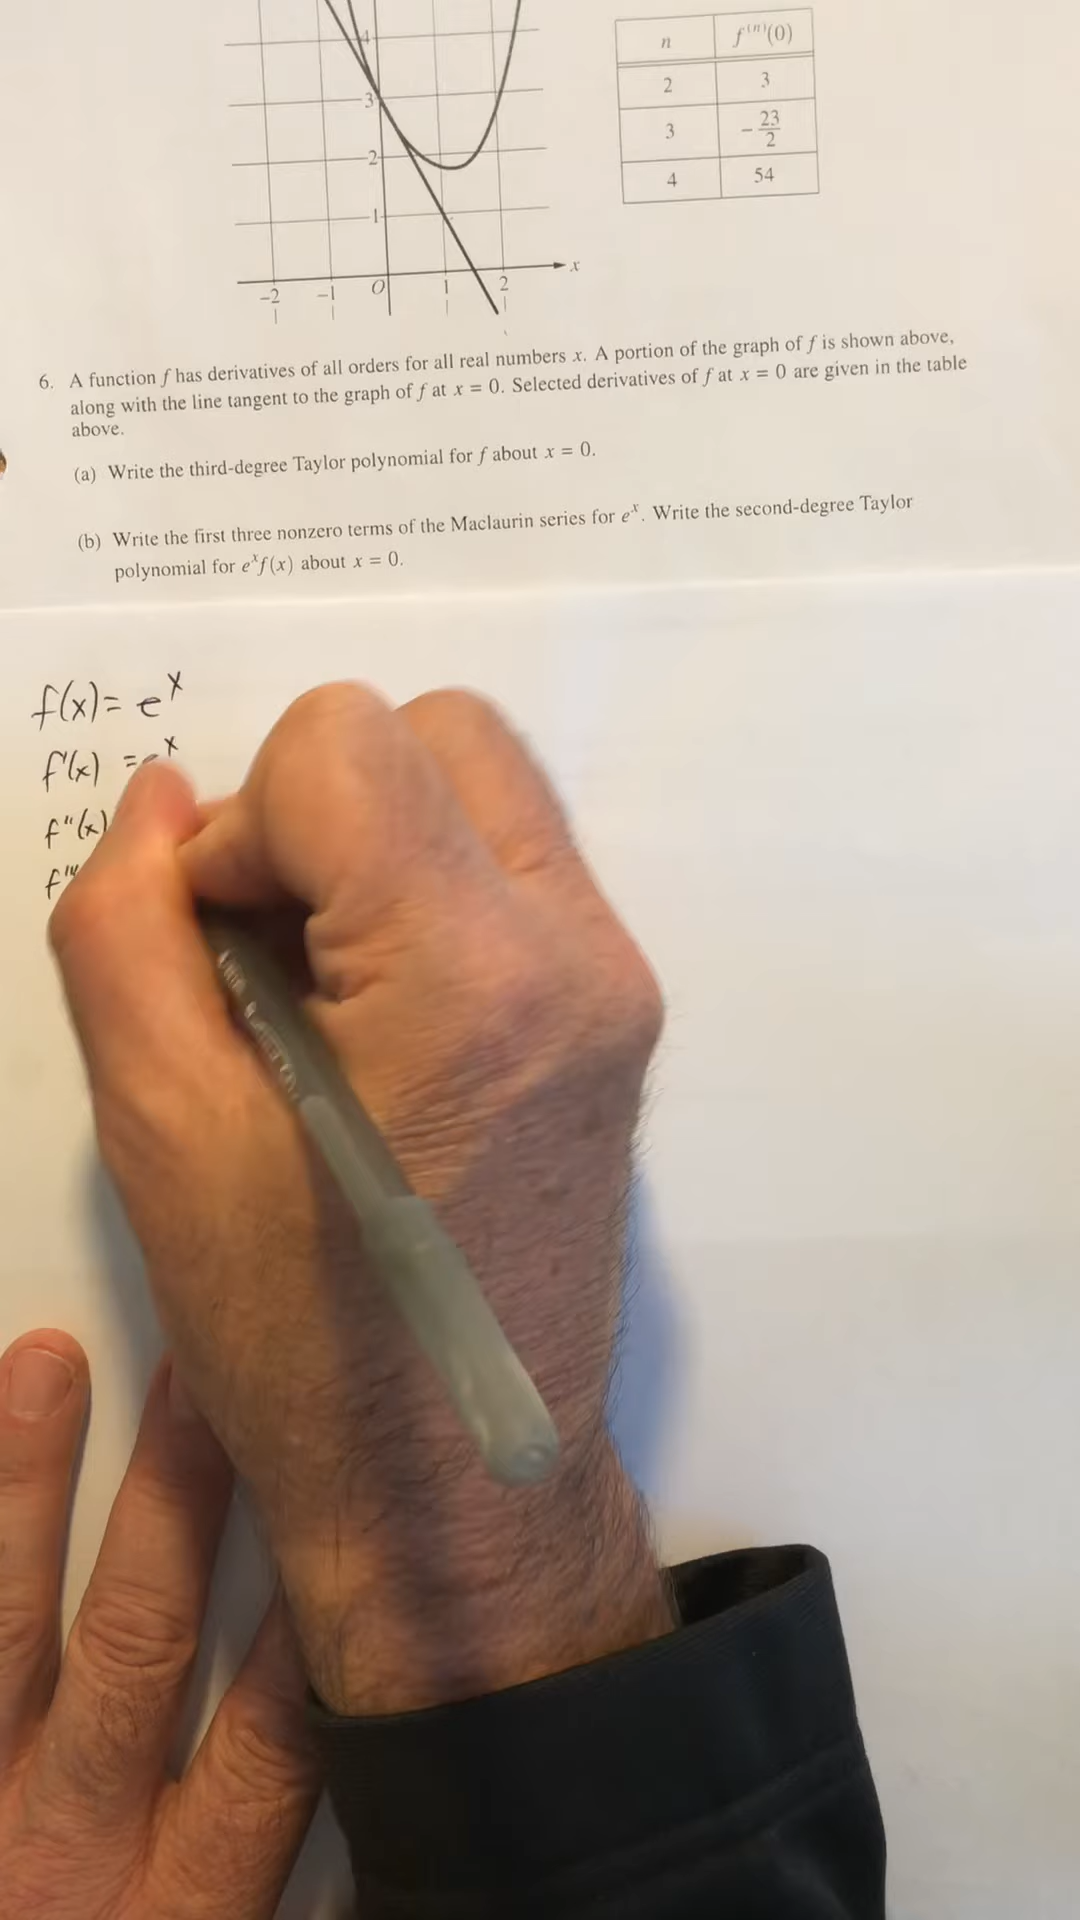 4
3
2
1
-2 -1 O 1 2 x
n f⁽ⁿ⁾(0)
2 3
3 -23/2
4 54
6. A function f has derivatives of all orders for all real numbers x. A portion of the graph of f is shown above,
along with the line tangent to the graph of f at x = 0. Selected derivatives of f at x = 0 are given in the table
above.
(a) Write the third-degree Taylor polynomial for f about x = 0.
(b) Write the first three nonzero terms of the Maclaurin series for eˣ. Write the second-degree Taylor
polynomial for eˣf(x) about x = 0.
f(x) = eˣ
f'(x) = eˣ
f"(x)
f'''